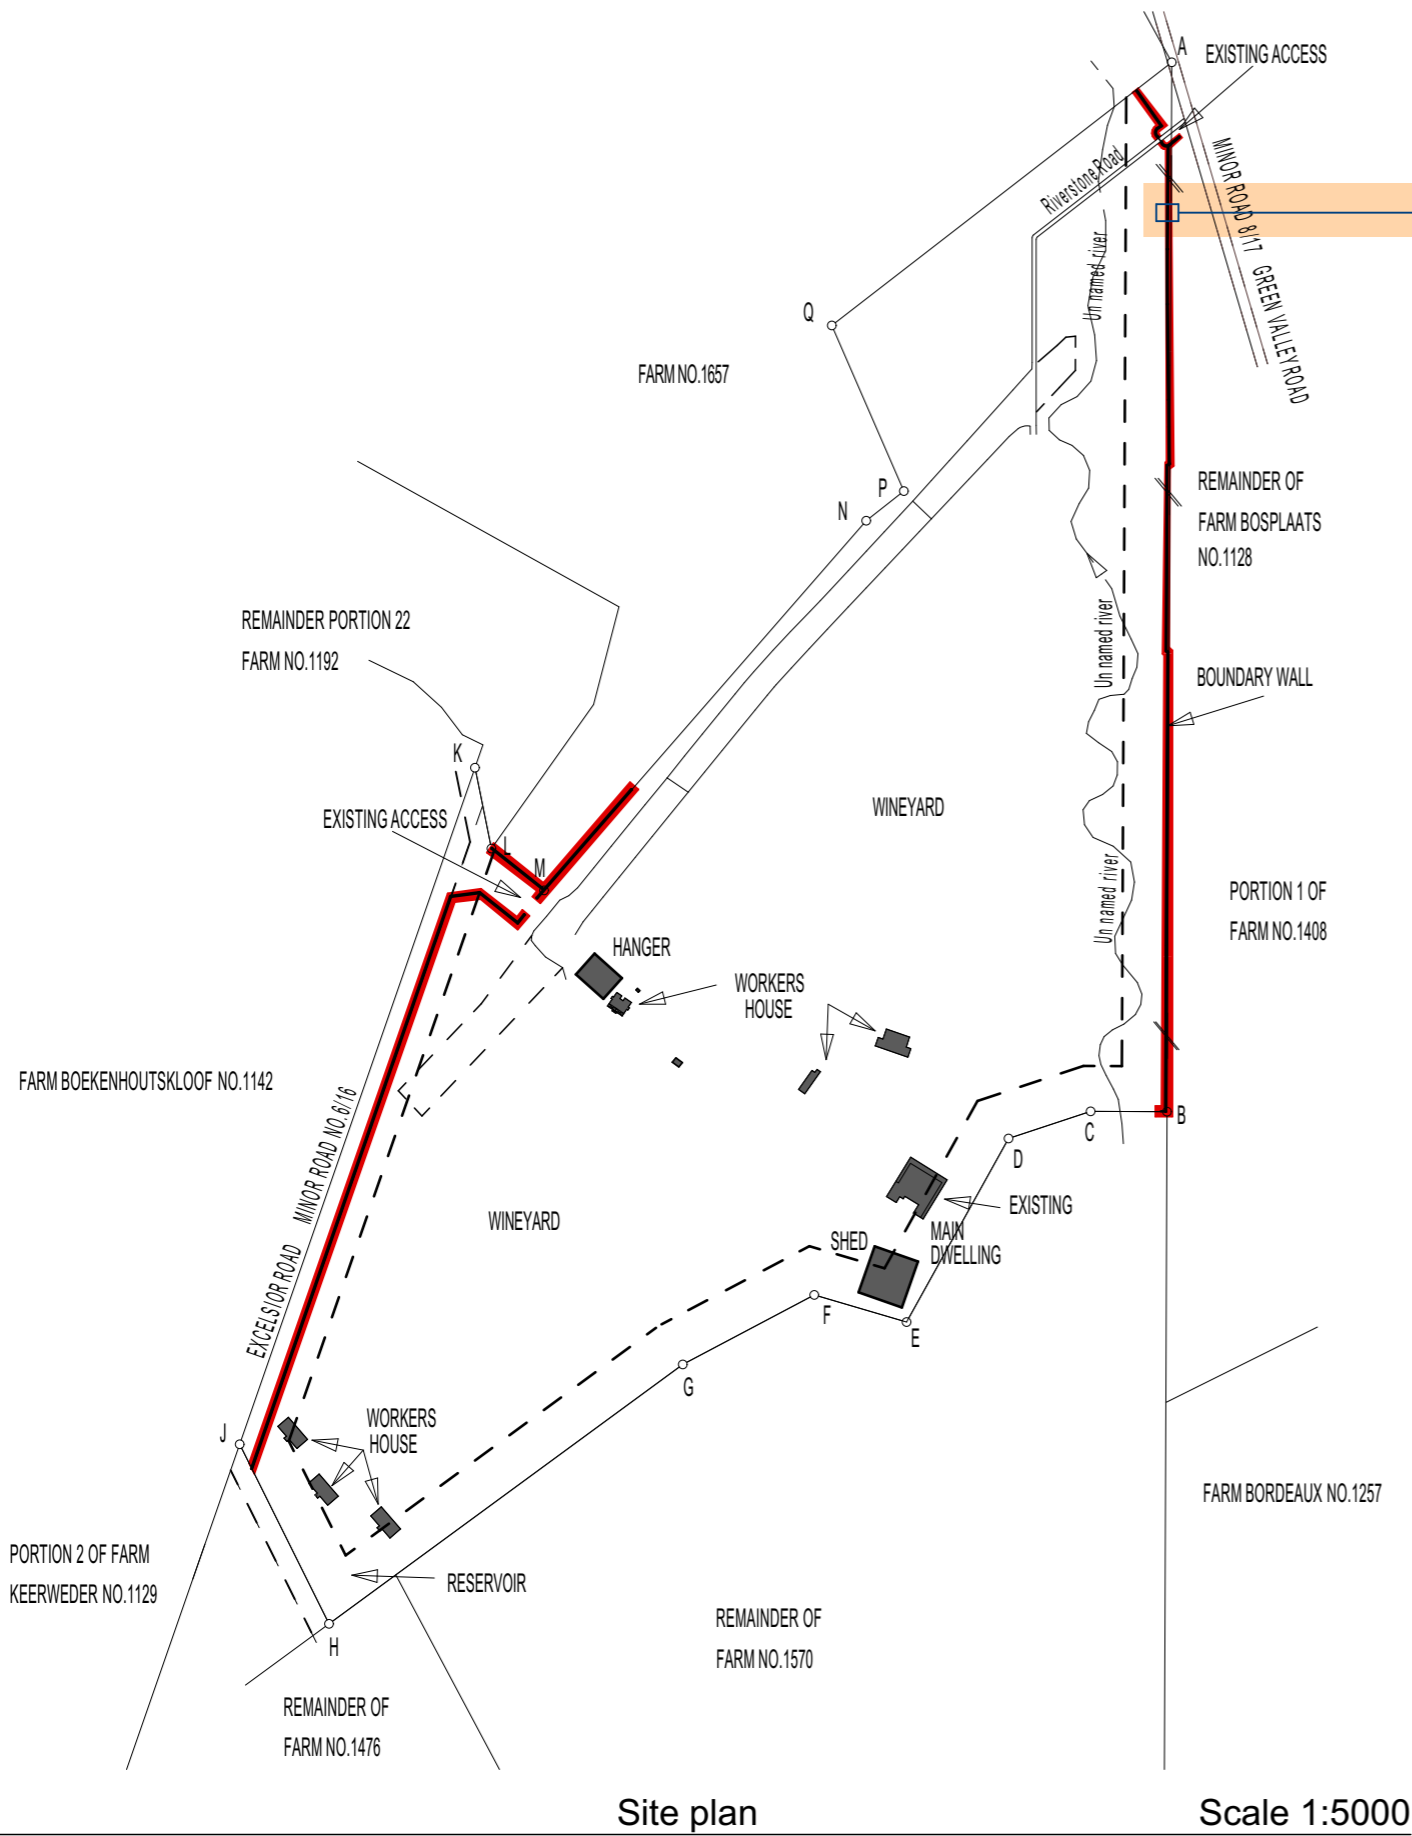 A
EXISTING ACCESS
MINOR ROAD 8/17 GREEN VALLEY ROAD
Riverstone Road
Un named river
Q
FARM NO.1657
P
N
REMAINDER OF
FARM BOSPLAATS
NO.1128
REMAINDER PORTION 22
FARM NO.1192
Un named river
BOUNDARY WALL
K
EXISTING ACCESS
L
M
WINEYARD
Un named river
PORTION 1 OF
FARM NO.1408
HANGER
WORKERS
HOUSE
FARM BOEKENHOUTSKLOOF NO.1142
B
C
D
EXCELSIOR ROAD MINOR ROAD NO.6/16
WINEYARD
EXISTING
MAIN
DWELLING
SHED
F
E
G
J
WORKERS
HOUSE
FARM BORDEAUX NO.1257
PORTION 2 OF FARM
KEERWEDER NO.1129
RESERVOIR
H
REMAINDER OF
FARM NO.1570
REMAINDER OF
FARM NO.1476
Site plan
Scale 1:5000